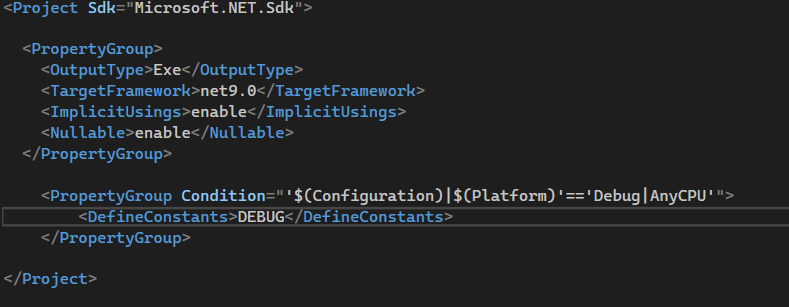 <Project Sdk="Microsoft.NET.Sdk">
<PropertyGroup>
<OutputType>Exe</OutputType>
<TargetFramework>net9.0</TargetFramework>
<ImplicitUsings>enable</ImplicitUsings>
<Nullable>enable</Nullable>
</PropertyGroup>
<PropertyGroup Condition="'$(Configuration)|$(Platform)'=='Debug|AnyCPU'">
<DefineConstants>DEBUG</DefineConstants>
</PropertyGroup>
</Project>